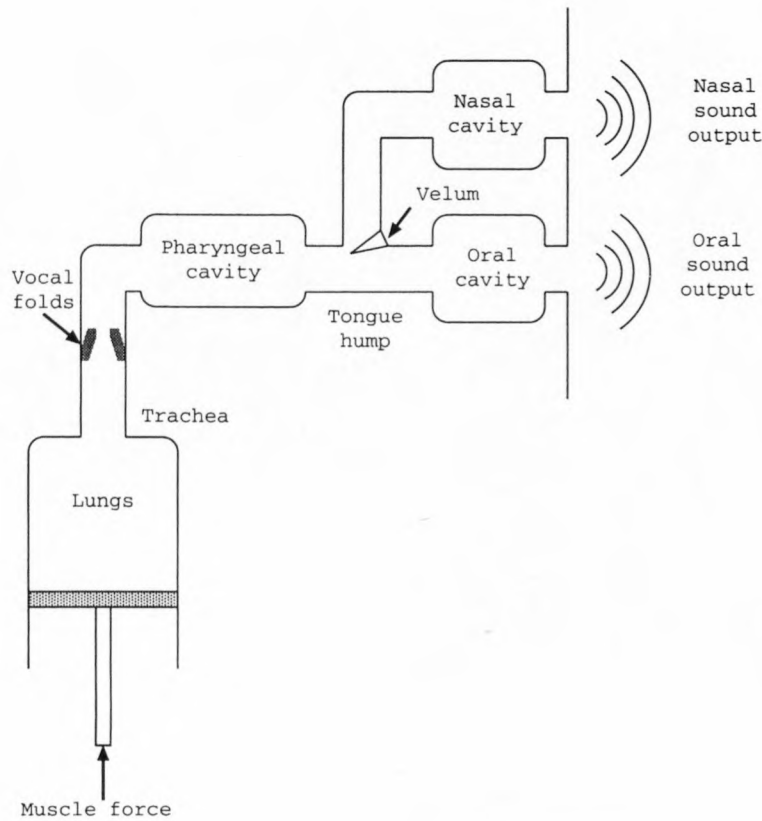 Nasal
cavity
Nasal
sound
output
Velum
Pharyngeal
cavity
Oral
cavity
Oral
sound
output
Vocal
folds
Tongue
hump
Trachea
Lungs
Muscle force